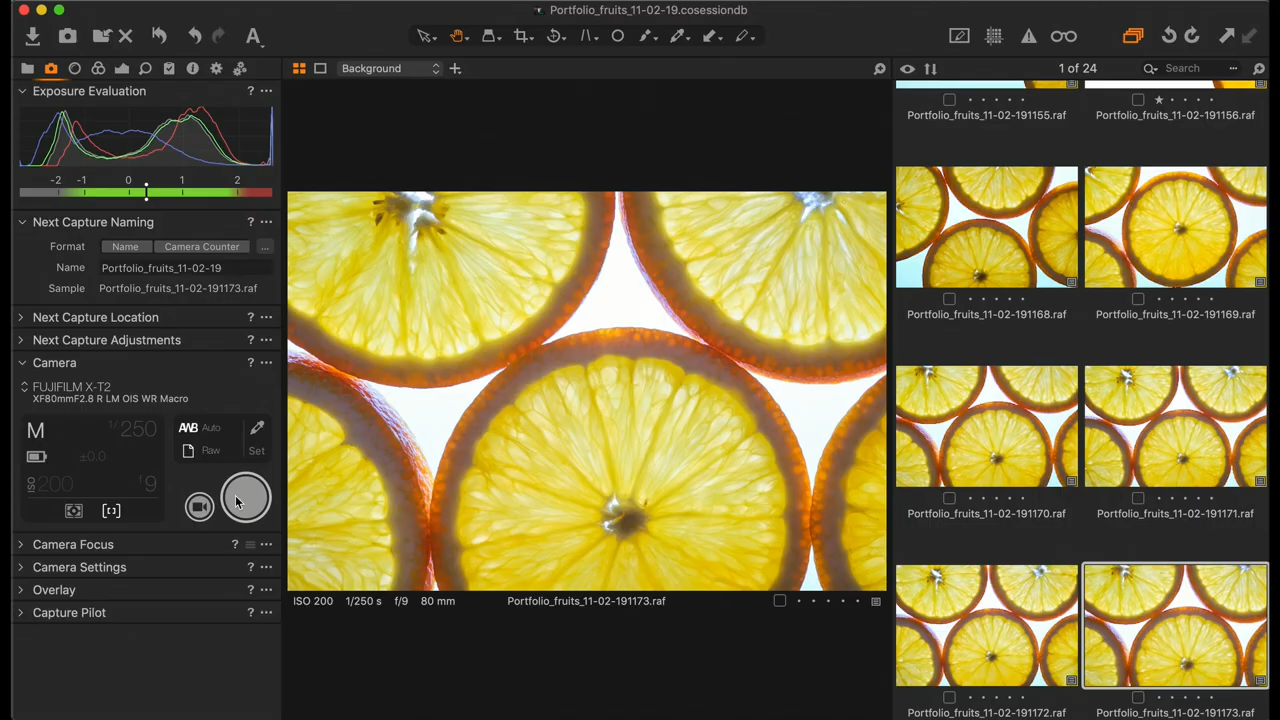 Portfolio_fruits_11-02-19.cosessiondb
A
Background
1 of 24
Search
Exposure Evaluation ?
-2 -1 0 1 2
Next Capture Naming ?
Format Name Camera Counter ...
Name Portfolio_fruits_11-02-19
Sample Portfolio_fruits_11-02-191173.raf
Next Capture Location ?
Next Capture Adjustments ?
Camera ?
FUJIFILM X-T2
XF80mmF2.8 R LM OIS WR Macro
M 1/250
±0.0
ISO 200 f9
AWB Auto
Raw Set
Camera Focus ?
Camera Settings ?
Overlay ?
Capture Pilot ?
ISO 200 1/250 s f/9 80 mm Portfolio_fruits_11-02-191173.raf
Portfolio_fruits_11-02-191155.raf Portfolio_fruits_11-02-191156.raf
Portfolio_fruits_11-02-191168.raf Portfolio_fruits_11-02-191169.raf
Portfolio_fruits_11-02-191170.raf Portfolio_fruits_11-02-191171.raf
Portfolio_fruits_11-02-191172.raf Portfolio_fruits_11-02-191173.raf